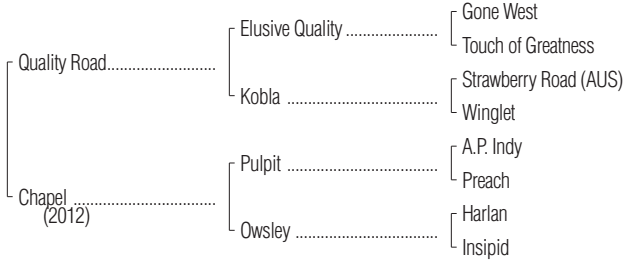 Gone West
Elusive Quality ....................
Touch of Greatness
Quality Road........................
Strawberry Road (AUS)
Kobla ................................
Winglet
A.P. Indy
Pulpit ................................
Preach
Chapel ...............................
(2012)
Harlan
Owsley ..............................
Insipid